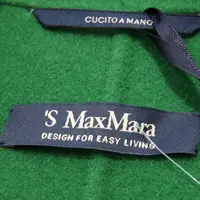 CUCITO A MANO
'S MaxMara
DESIGN FOR EASY LIVING